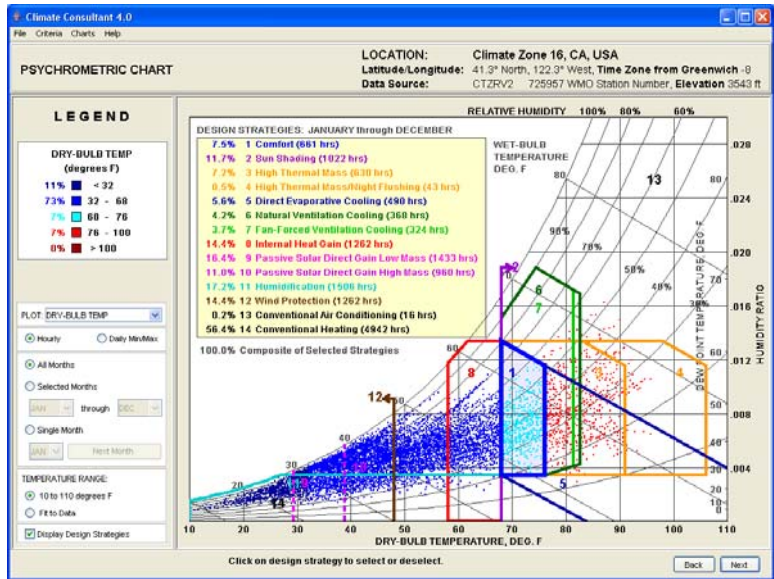 Climate Consultant 4.0
File Criteria Charts Help
PSYCHROMETRIC CHART
LOCATION: Climate Zone 16, CA, USA
Latitude/Longitude: 41.3° North, 122.3° West, Time Zone from Greenwich -8
Data Source: CTZRV2 725957 WMO Station Number, Elevation 3543 ft
LEGEND
DRY-BULB TEMP
(degrees F)
11% < 32
73% 32 - 68
7% 68 - 76
7% 76 - 100
0% > 100
PLOT: DRY-BULB TEMP
Hourly Daily Min/Max
All Months
Selected Months
JAN through DEC
Single Month
JAN Next Month
TEMPERATURE RANGE:
10 to 110 degrees F
Fit to Data
Display Design Strategies
RELATIVE HUMIDITY 100% 80% 60%
DESIGN STRATEGIES: JANUARY through DECEMBER
7.5% 1 Comfort (661 hrs)
11.7% 2 Sun Shading (1022 hrs)
7.2% 3 High Thermal Mass (630 hrs)
0.5% 4 High Thermal Mass/Night Flushing (43 hrs)
5.6% 5 Direct Evaporative Cooling (490 hrs)
4.2% 6 Natural Ventilation Cooling (368 hrs)
3.7% 7 Fan-Forced Ventilation Cooling (324 hrs)
14.4% 8 Internal Heat Gain (1262 hrs)
16.4% 9 Passive Solar Direct Gain Low Mass (1433 hrs)
11.0% 10 Passive Solar Direct Gain High Mass (960 hrs)
17.2% 11 Humidification (1506 hrs)
14.4% 12 Wind Protection (1262 hrs)
0.2% 13 Conventional Air Conditioning (16 hrs)
56.4% 14 Conventional Heating (4942 hrs)
100.0% Composite of Selected Strategies
WET-BULB
TEMPERATURE
DEG. F
80
13
80
90%
70%
50%
40%
30%
2
6
7
60
8
1
3
4
12
50
40
30
20
14
5
60
50
40
30
20
10
0
.028
.024
.020
.016
.012
.008
.004
DEW POINT TEMPERATURE, DEG. F
HUMIDITY RATIO
10 20 30 40 50 60 70 80 90 100 110
DRY-BULB TEMPERATURE, DEG. F
Click on design strategy to select or deselect.
Back Next